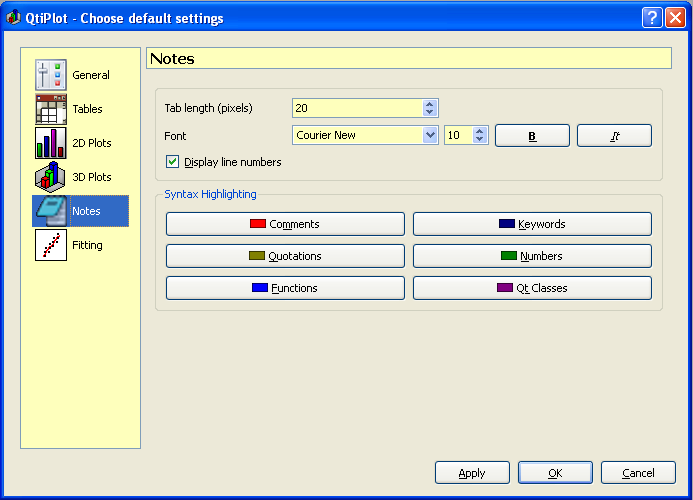 QtiPlot - Choose default settings
General
Tables
2D Plots
3D Plots
Notes
Fitting
Notes
Tab length (pixels) 20
Font Courier New 10 B It
Display line numbers
Syntax Highlighting
Comments Keywords
Quotations Numbers
Functions Qt Classes
Apply OK Cancel